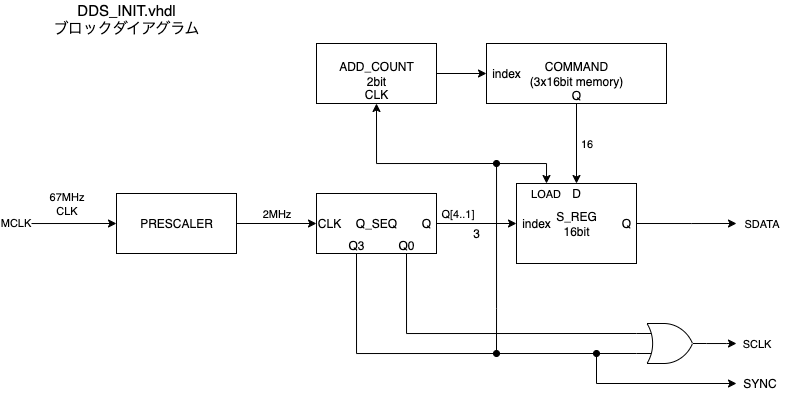 DDS_INIT.vhdl
ブロックダイアグラム
ADD_COUNT
2bit
CLK
index
COMMAND
(3x16bit memory)
Q
16
67MHz
CLK
MCLK
PRESCALER
2MHz
CLK
Q_SEQ
Q
Q3
Q0
Q[4..1]
3
LOAD
D
index
S_REG
16bit
Q
SDATA
SCLK
SYNC